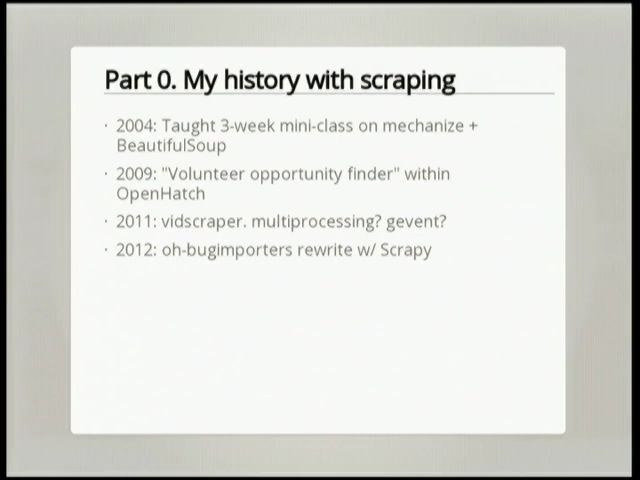 Part 0. My history with scraping
· 2004: Taught 3-week mini-class on mechanize +
BeautifulSoup
· 2009: "Volunteer opportunity finder" within
OpenHatch
· 2011: vidscraper. multiprocessing? gevent?
· 2012: oh-bugimporters rewrite w/ Scrapy